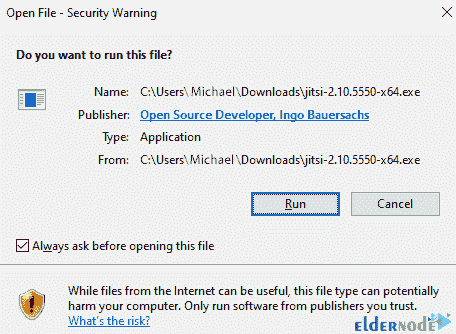 Open File - Security Warning
Do you want to run this file?
Name: C:\Users\Michael\Downloads\jitsi-2.10.5550-x64.exe
Publisher: Open Source Developer, Ingo Bauersachs
Type: Application
From: C:\Users\Michael\Downloads\jitsi-2.10.5550-x64.exe
Run Cancel
Always ask before opening this file
While files from the Internet can be useful, this file type can potentially
harm your computer. Only run software from publishers you trust.
What's the risk?
eLDERNODE